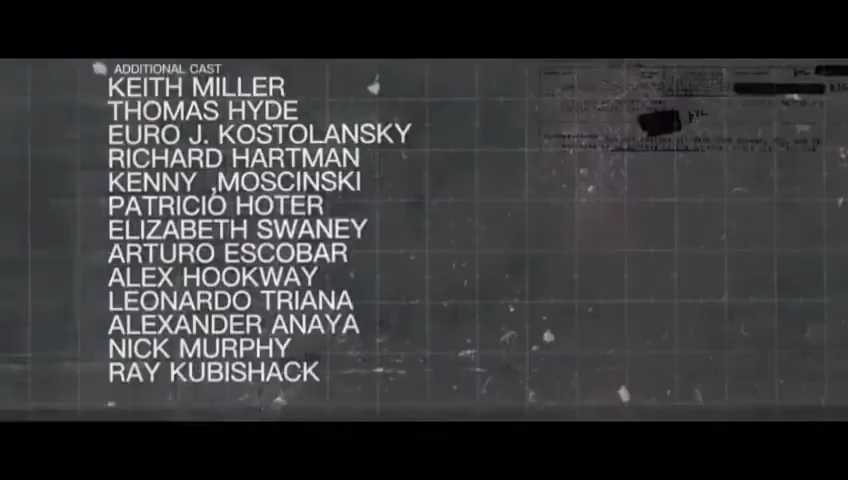 ADDITIONAL CAST
KEITH MILLER
THOMAS HYDE
EURO J. KOSTOLANSKY
RICHARD HARTMAN
KENNY ,MOSCINSKI
PATRICIO HOTER
ELIZABETH SWANEY
ARTURO ESCOBAR
ALEX HOOKWAY
LEONARDO TRIANA
ALEXANDER ANAYA
NICK MURPHY
RAY KUBISHACK